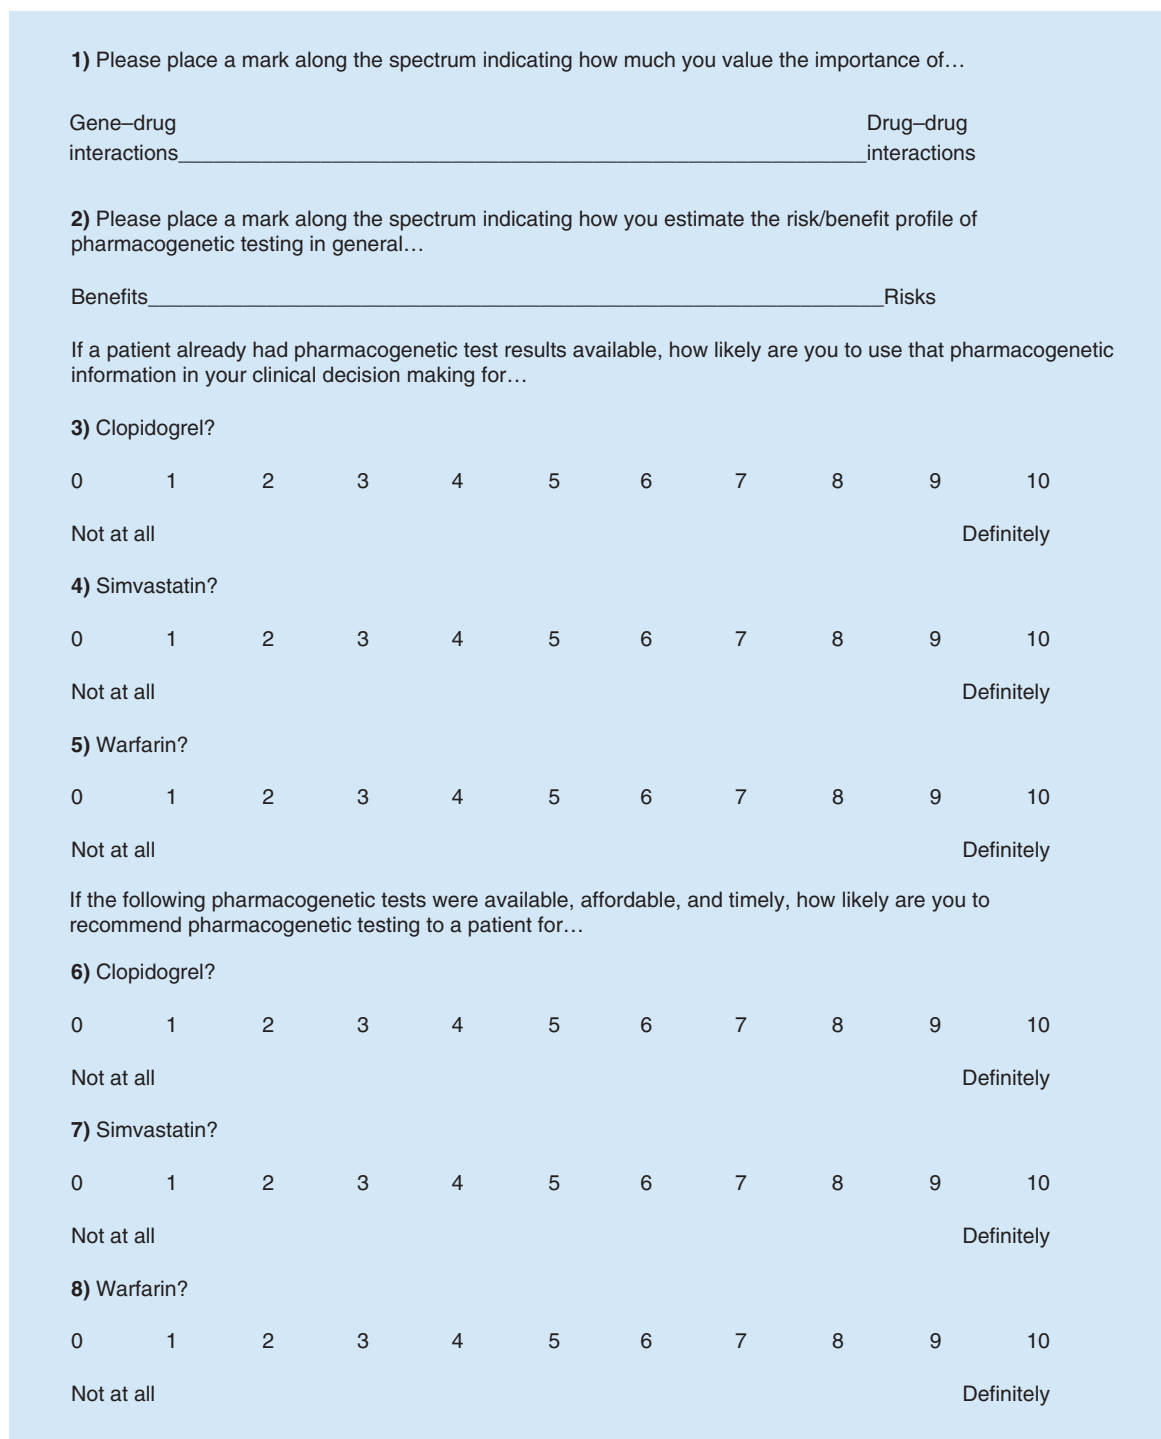 1) Please place a mark along the spectrum indicating how much you value the importance of…
Gene–drug Drug–drug
interactions______________________________________________________________interactions
2) Please place a mark along the spectrum indicating how you estimate the risk/benefit profile of
pharmacogenetic testing in general…
Benefits__________________________________________________________________Risks
If a patient already had pharmacogenetic test results available, how likely are you to use that pharmacogenetic
information in your clinical decision making for…
3) Clopidogrel?
0 1 2 3 4 5 6 7 8 9 10
Not at all Definitely
4) Simvastatin?
0 1 2 3 4 5 6 7 8 9 10
Not at all Definitely
5) Warfarin?
0 1 2 3 4 5 6 7 8 9 10
Not at all Definitely
If the following pharmacogenetic tests were available, affordable, and timely, how likely are you to
recommend pharmacogenetic testing to a patient for…
6) Clopidogrel?
0 1 2 3 4 5 6 7 8 9 10
Not at all Definitely
7) Simvastatin?
0 1 2 3 4 5 6 7 8 9 10
Not at all Definitely
8) Warfarin?
0 1 2 3 4 5 6 7 8 9 10
Not at all Definitely